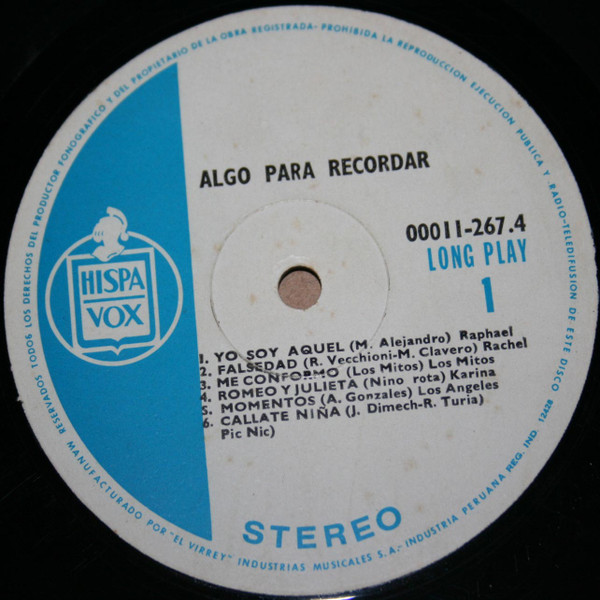 RESERVADOS TODOS LOS DERECHOS DEL PRODUCTOR FONOGRAFICO Y DEL PROPIETARIO DE LA OBRA REGISTRADA-PROHIBIDA LA REPRODUCCION EJECUCION PUBLICA Y RADIO-TELEDIFUSION DE ESTE DISCO
ALGO PARA RECORDAR
00011-267.4
LONG PLAY
1
HISPA
VOX
1. YO SOY AQUEL (M. Alejandro) Raphael
2. FALSEDAD (R. Vecchioni-M. Clavero) Rachel
3. ME CONFORMO (Los Mitos) Los Mitos
4. ROMEO Y JULIETA (Nino rota) Karina
5. MOMENTOS (A. Gonzales) Los Angeles
6. CALLATE NIÑA (J. Dimech-R. Turia)
Pic Nic)
STEREO
MANUFACTURADO POR "EL VIRREY" INDUSTRIAS MUSICALES S.A.-INDUSTRIA PERUANA REG. IND. 12428